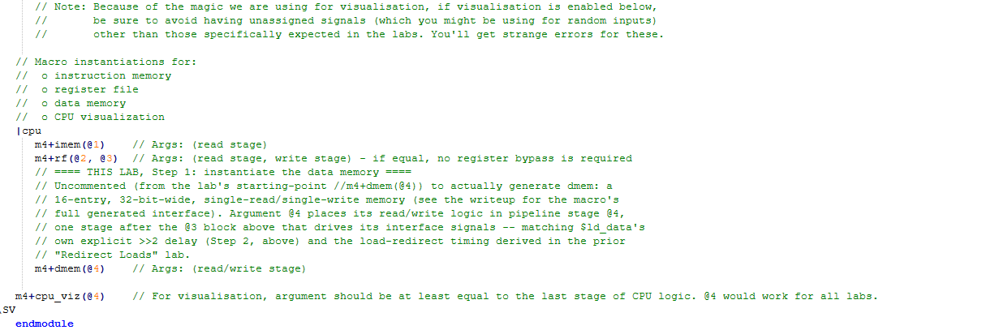 // Note: Because of the magic we are using for visualisation, if visualisation is enabled below,
//       be sure to avoid having unassigned signals (which you might be using for random inputs)
//       other than those specifically expected in the labs. You'll get strange errors for these.
// Macro instantiations for:
//  o instruction memory
//  o register file
//  o data memory
//  o CPU visualization
|cpu
m4+imem(@1)    // Args: (read stage)
m4+rf(@2, @3)  // Args: (read stage, write stage) - if equal, no register bypass is required
// ==== THIS LAB, Step 1: instantiate the data memory ====
// Uncommented (from the lab's starting-point //m4+dmem(@4)) to actually generate dmem: a
// 16-entry, 32-bit-wide, single-read/single-write memory (see the writeup for the macro's
// full generated interface). Argument @4 places its read/write logic in pipeline stage @4,
// one stage after the @3 block above that drives its interface signals -- matching $ld_data's
// own explicit >>2 delay (Step 2, above) and the load-redirect timing derived in the prior
// "Redirect Loads" lab.
m4+dmem(@4)    // Args: (read/write stage)
m4+cpu_viz(@4)    // For visualisation, argument should be at least equal to the last stage of CPU logic. @4 would work for all labs.
\SV
endmodule